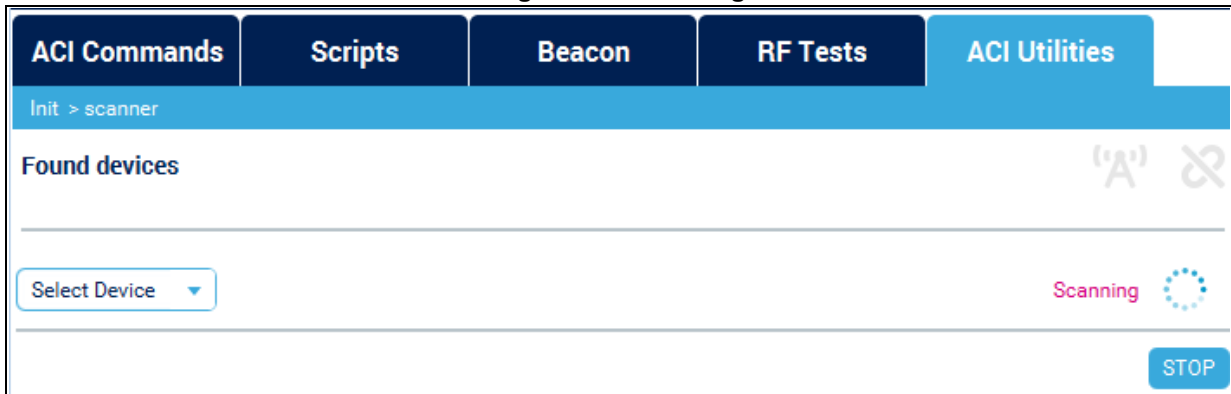 ACI Commands Scripts Beacon RF Tests ACI Utilities
Init > scanner
Found devices
Select Device Scanning
STOP